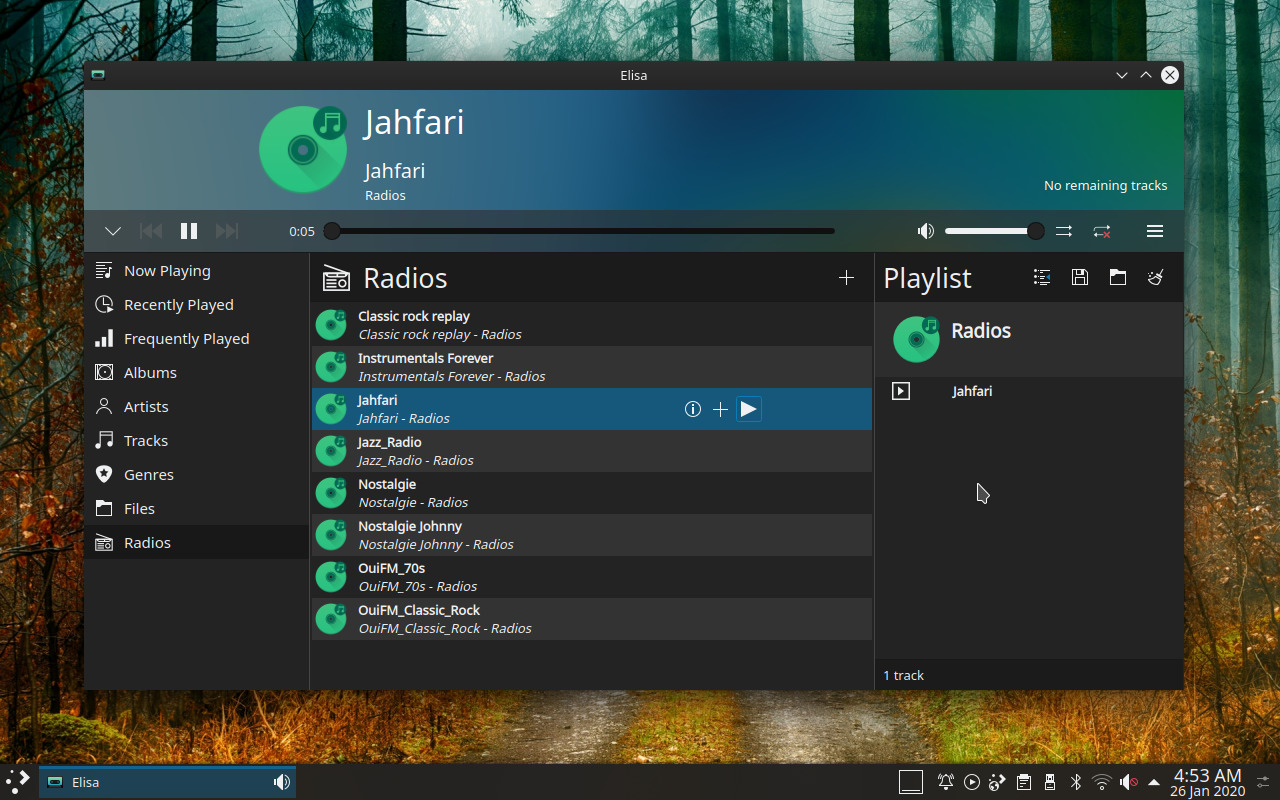 Elisa
Jahfari
Jahfari
Radios
No remaining tracks
0:05
Now Playing
Recently Played
Frequently Played
Albums
Artists
Tracks
Genres
Files
Radios
Radios
Classic rock replay
Classic rock replay - Radios
Instrumentals Forever
Instrumentals Forever - Radios
Jahfari
Jahfari - Radios
Jazz_Radio
Jazz_Radio - Radios
Nostalgie
Nostalgie - Radios
Nostalgie Johnny
Nostalgie Johnny - Radios
OuiFM_70s
OuiFM_70s - Radios
OuiFM_Classic_Rock
OuiFM_Classic_Rock - Radios
Playlist
Radios
Jahfari
1 track
Elisa
4:53 AM
26 Jan 2020